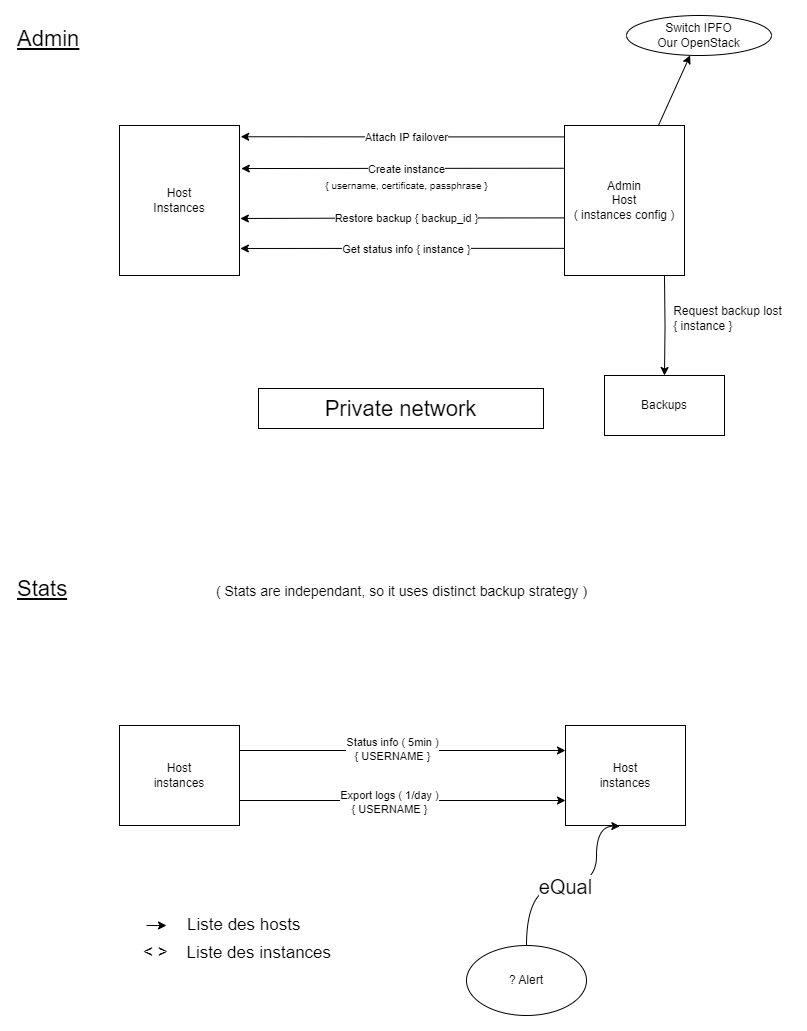 Admin
Switch IPFO
Our OpenStack
Attach IP failover
Create instance
{ username, certificate, passphrase }
Restore backup { backup_id }
Get status info { instance }
Host
Instances
Admin
Host
( instances config )
Request backup lost
{ instance }
Private network
Backups
Stats
( Stats are independant, so it uses distinct backup strategy )
Host
instances
Status info ( 5min )
{ USERNAME }
Export logs ( 1/day )
{ USERNAME }
Host
instances
eQual
Liste des hosts
< > Liste des instances
? Alert